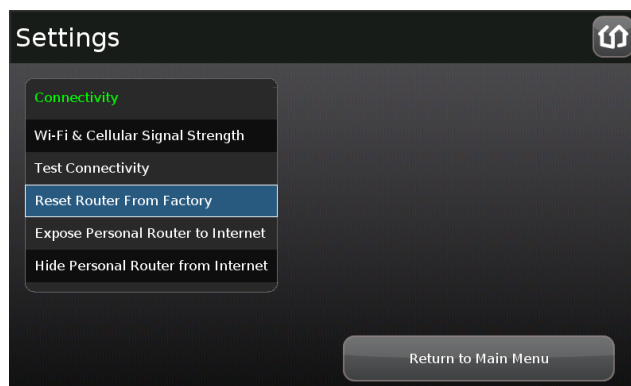 Settings
Connectivity
Wi-Fi & Cellular Signal Strength
Test Connectivity
Reset Router From Factory
Expose Personal Router to Internet
Hide Personal Router from Internet
Return to Main Menu